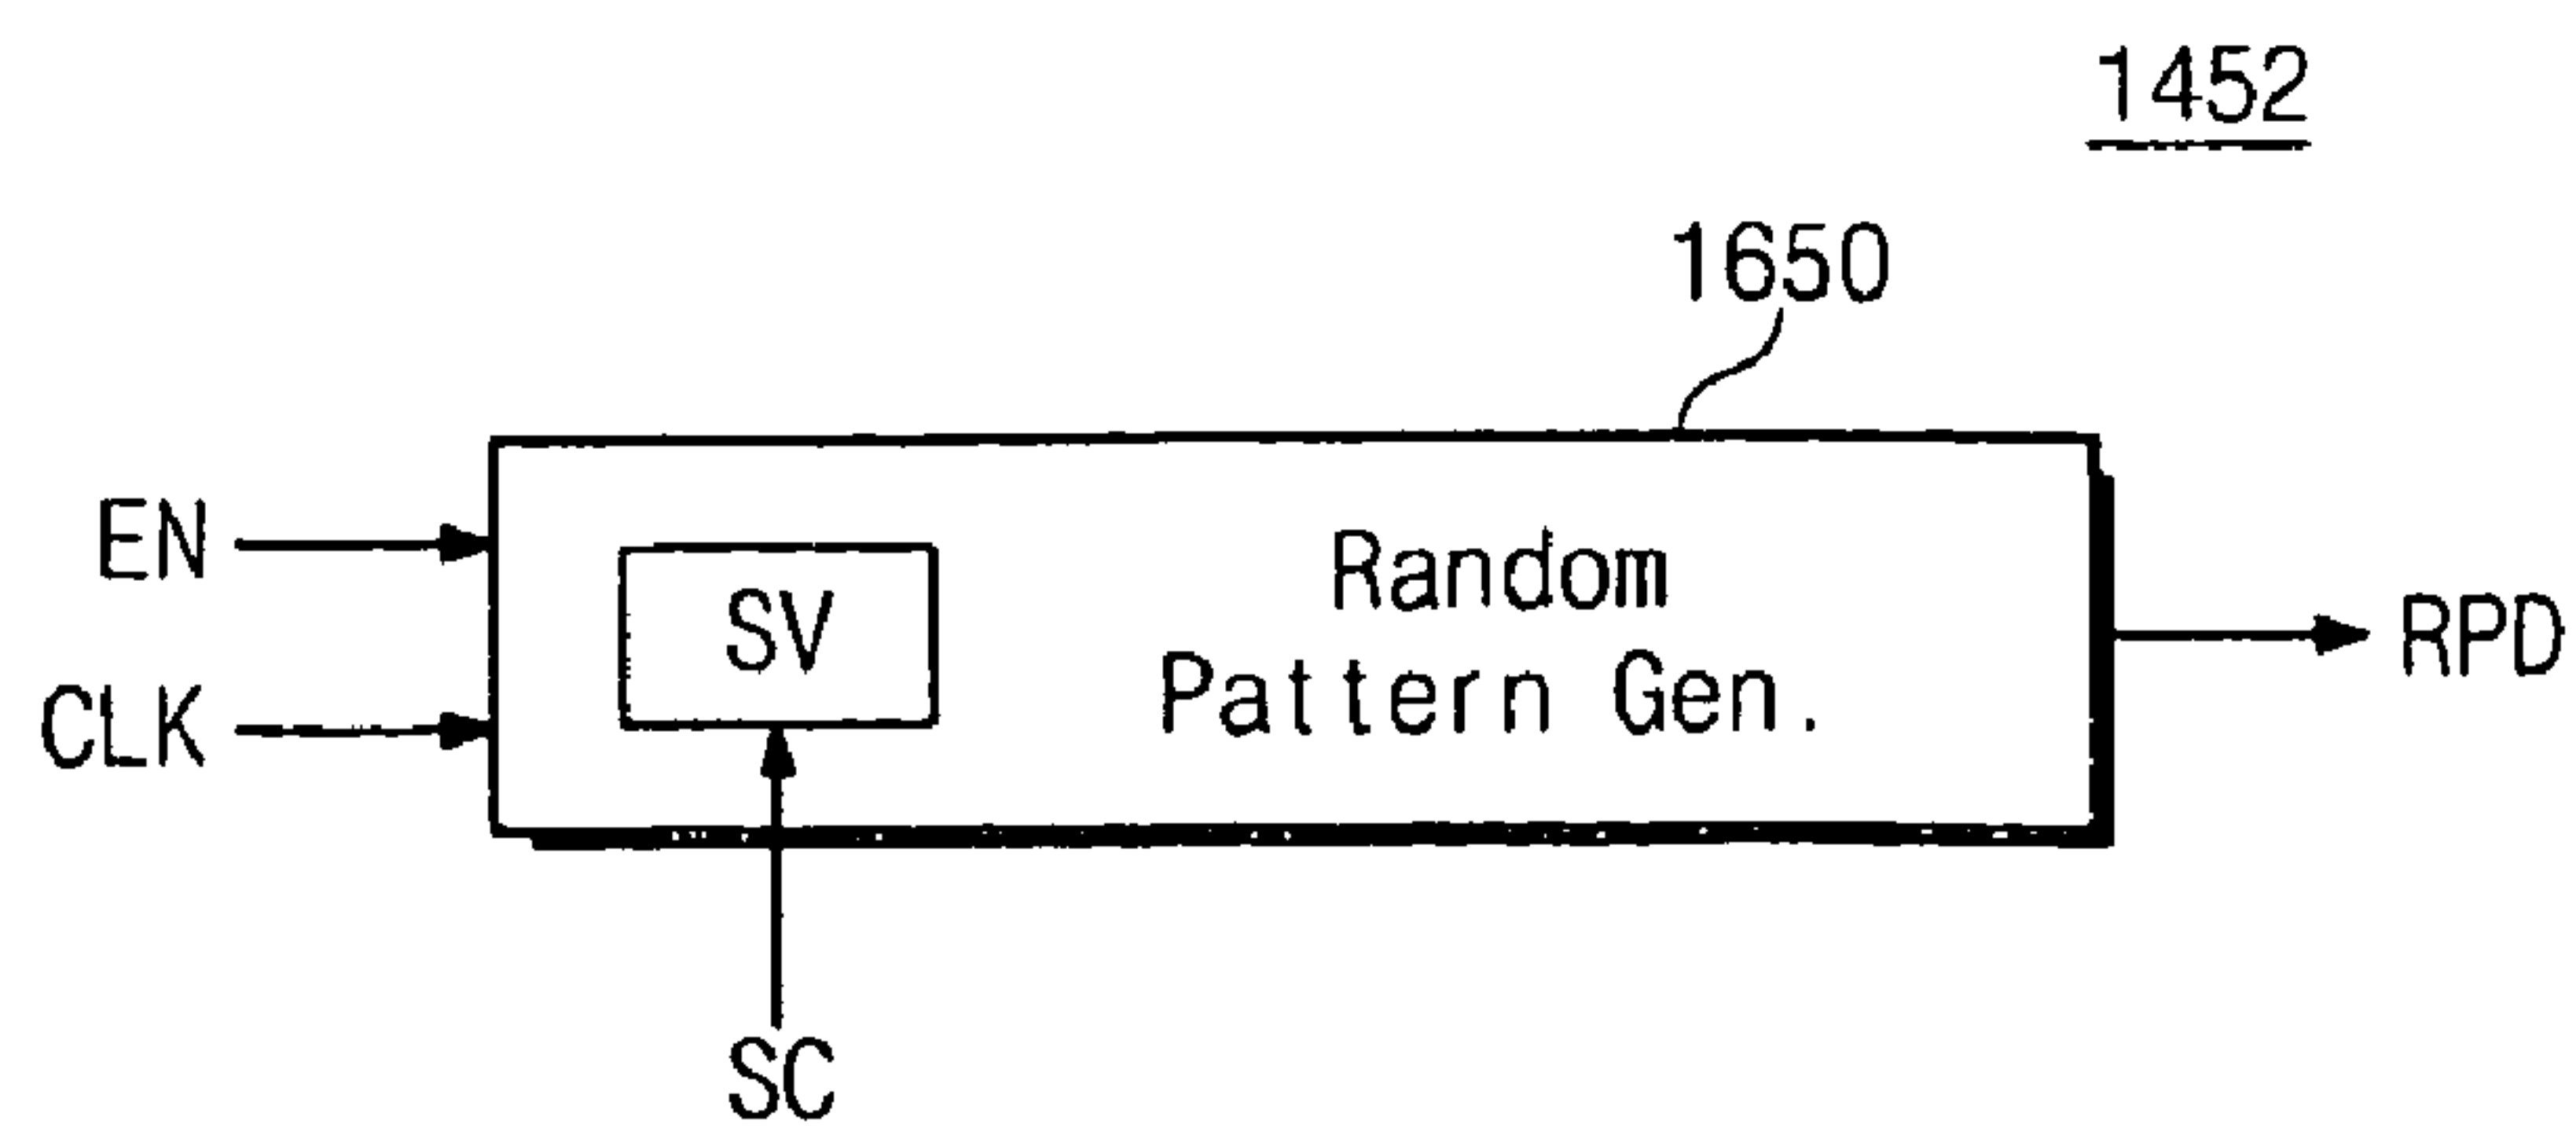 1452
1650
EN
CLK
SV
Random
Pattern Gen.
RPD
SC